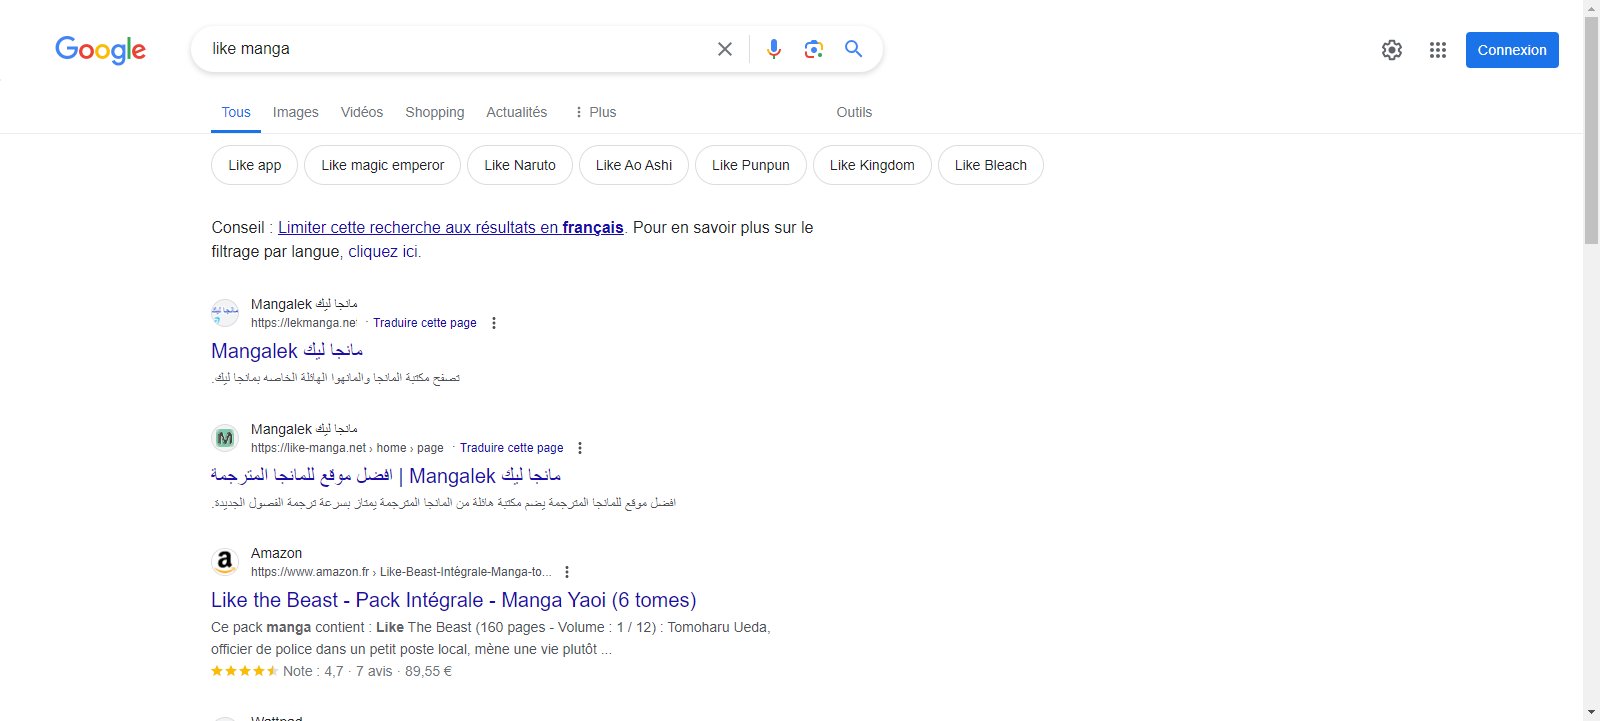 Google
like manga
Connexion
Tous
Images
Vidéos
Shopping
Actualités
Plus
Outils
Like app
Like magic emperor
Like Naruto
Like Ao Ashi
Like Punpun
Like Kingdom
Like Bleach
Conseil : Limiter cette recherche aux résultats en français. Pour en savoir plus sur le
filtrage par langue, cliquez ici.
Mangalek مانجا ليك
https://lekmanga.net · Traduire cette page
Mangalek مانجا ليك
تصفح مكتبة المانجا والمانهوا الهائلة الخاصه بمانجا ليك.
Mangalek مانجا ليك
https://like-manga.net › home › page · Traduire cette page
مانجا ليك Mangalek | افضل موقع للمانجا المترجمة
افضل موقع للمانجا المترجمة يضم مكتبة هائلة من المانجا المترجمة يمتاز بسرعة ترجمة الفصول الجديدة.
Amazon
https://www.amazon.fr › Like-Beast-Intégrale-Manga-to...
Like the Beast - Pack Intégrale - Manga Yaoi (6 tomes)
Ce pack manga contient : Like The Beast (160 pages - Volume : 1 / 12) : Tomoharu Ueda,
officier de police dans un petit poste local, mène une vie plutôt ...
Note : 4,7 · 7 avis · 89,55 €